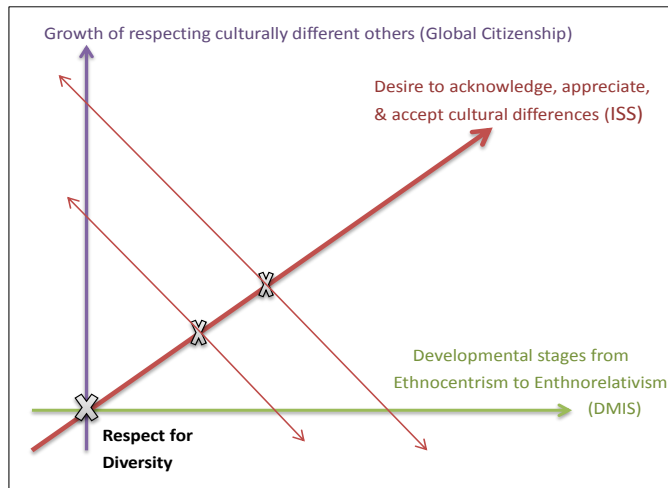 Growth of respecting culturally different others (Global Citizenship)
Desire to acknowledge, appreciate,
& accept cultural differences (ISS)
Developmental stages from
Ethnocentrism to Enthnorelativism
(DMIS)
Respect for
Diversity